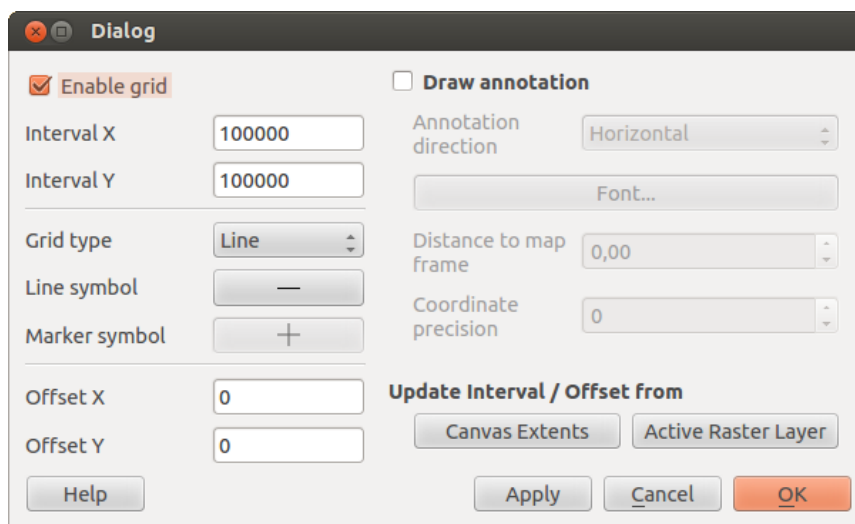 Dialog
Enable grid
Interval X 100000
Interval Y 100000
Grid type Line
Line symbol
Marker symbol
Offset X 0
Offset Y 0
Help
Draw annotation
Annotation
direction
Horizontal
Font...
Distance to map
frame
0,00
Coordinate
precision
0
Update Interval / Offset from
Canvas Extents Active Raster Layer
Apply Cancel OK